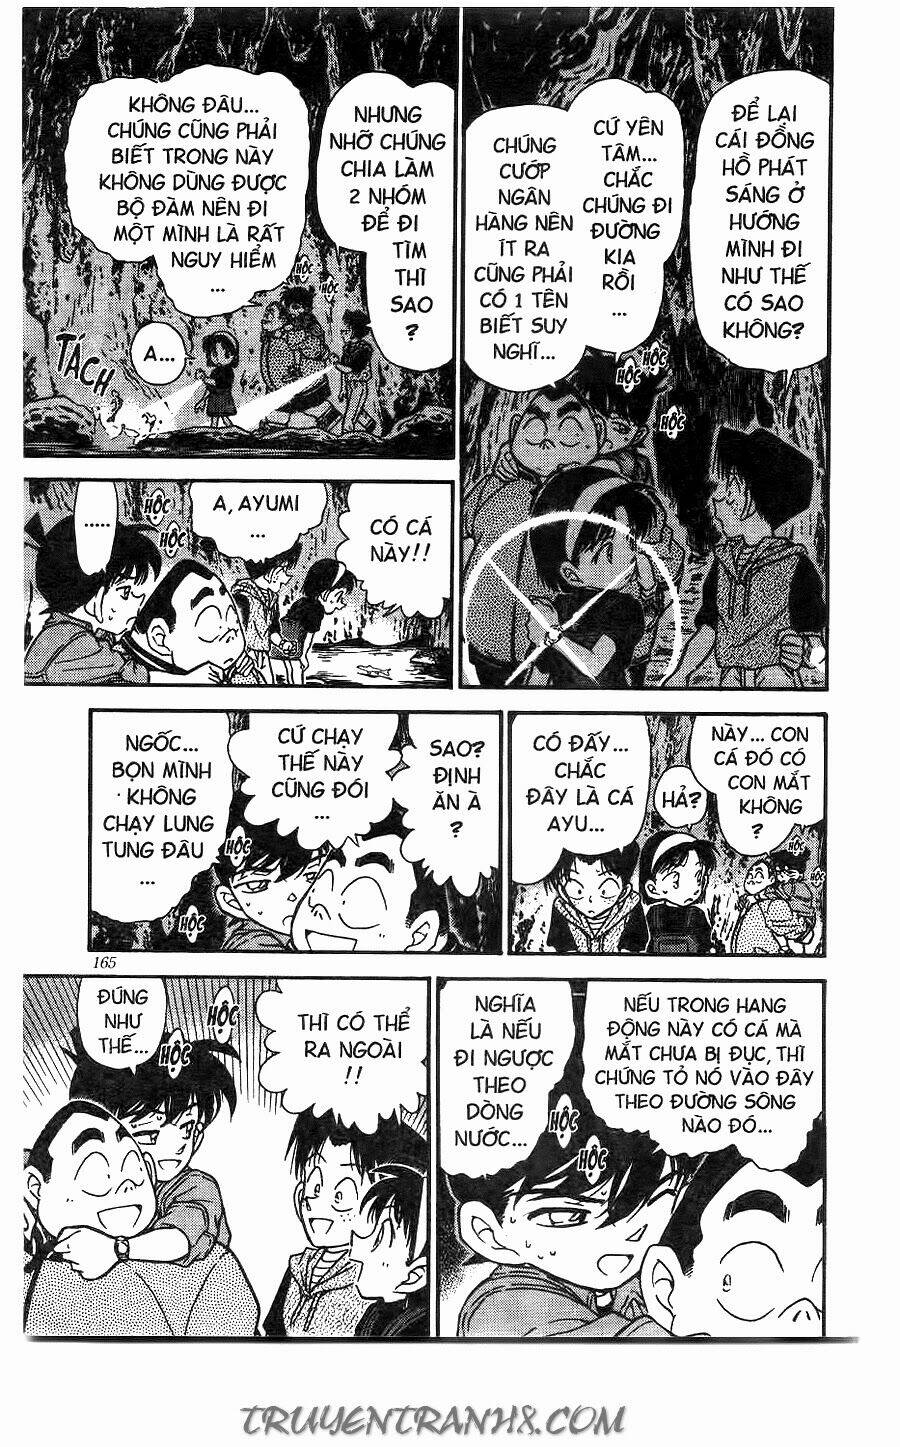 ĐỂ LẠI
CÁI ĐỒNG
HỒ PHÁT
SÁNG Ở
HƯỚNG
MÌNH ĐI
NHƯ THẾ
CÓ SAO
KHÔNG?
CỨ YÊN
TÂM...
CHẮC
CHÚNG ĐI
ĐƯỜNG
KIA
RỒI
...
CHÚNG
CƯỚP
NGÂN
HÀNG NÊN
ÍT RA
CŨNG PHẢI
CÓ 1 TÊN
BIẾT SUY
NGHĨ...
HỘC
HỘC
HỘC
NHƯNG
NHỠ CHÚNG
CHIA LÀM
2 NHÓM
ĐỂ ĐI
TÌM
THÌ
SAO
?
KHÔNG ĐÂU...
CHÚNG CŨNG PHẢI
BIẾT TRONG NÀY
KHÔNG DÙNG ĐƯỢC
BỘ ĐÀM NÊN ĐI
MỘT MÌNH LÀ RẤT
NGUY HIỂM
...
HỘC
HỘC
A...
TÁCH
CÓ CÁ
NÀY!!
A, AYUMI
...
HỘC
HỘC
......
NÀY... CON
CÁ ĐÓ CÓ
CON MẮT
KHÔNG
?
HẢ?
HỘC
HỘC
CÓ ĐẤY...
CHẮC
ĐÂY LÀ CÁ
AYU...
SAO?
ĐỊNH
ĂN À
?
CỨ CHẠY
THẾ NÀY
CŨNG ĐÓI
...
NGỐC...
BỌN MÌNH
KHÔNG
CHẠY LUNG
TUNG ĐÂU
...
HỘC
HỘC
165
NẾU TRONG HANG
ĐỘNG NÀY CÓ CÁ MÀ
MẮT CHƯA BỊ ĐỤC, THÌ
CHỨNG TỎ NÓ VÀO ĐÂY
THEO ĐƯỜNG SÔNG
NÀO ĐÓ...
NGHĨA
LÀ NẾU
ĐI NGƯỢC
THEO
DÒNG
NƯỚC...
HỘC
HỘC
THÌ CÓ THỂ
RA NGOÀI
!!
HỘC
HỘC
ĐÚNG
NHƯ
THẾ...
TRUYENTRANH8.COM